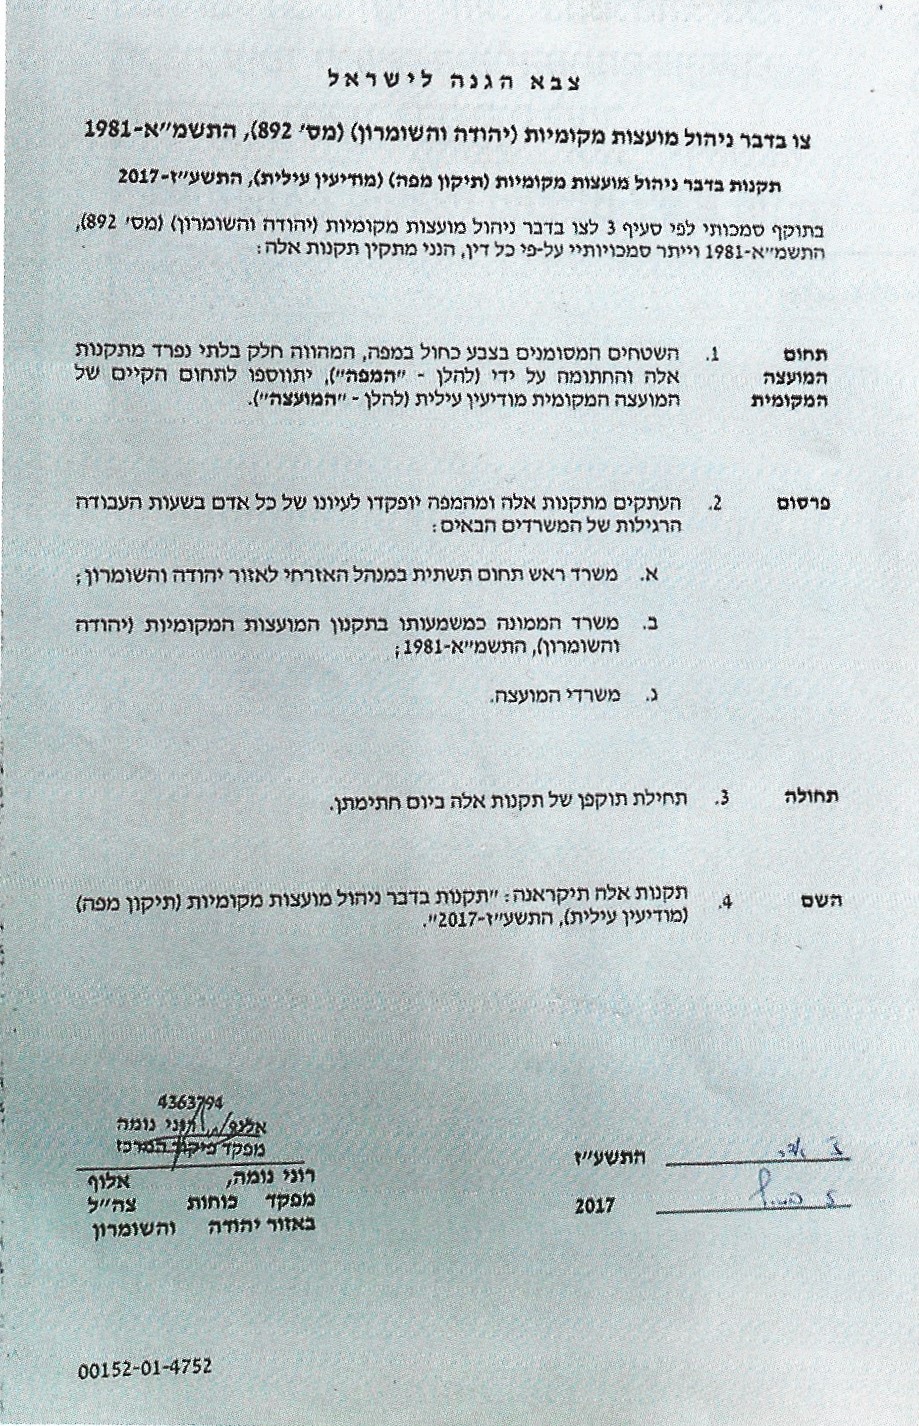 צבא הגנה לישראל
צו בדבר ניהול מועצות מקומיות (יהודה והשומרון) (מס' 892), התשמ"א-1981
תקנות בדבר ניהול מועצות מקומיות (תיקון מפה) (מודיעין עילית), התשע"ז-2017
בתוקף סמכותי לפי סעיף 3 לצו בדבר ניהול מועצות מקומיות (יהודה והשומרון) (מס' 892),
התשמ"א-1981 וייתר סמכויותיי על-פי כל דין, הנני מתקין תקנות אלה:
תחום 1. השטחים המסומנים בצבע כחול במפה, המהווה חלק בלתי נפרד מתקנות
המועצה אלה והחתומה על ידי (להלן - "המפה"), יתווספו לתחום הקיים של
המקומית המועצה המקומית מודיעין עילית (להלן - "המועצה").
פרסום 2. העתקים מתקנות אלה ומהמפה יופקדו לעיונו של כל אדם בשעות העבודה
הרגילות של המשרדים הבאים:
א. משרד ראש תחום תשתית במנהל האזרחי לאזור יהודה והשומרון;
ב. משרד הממונה כמשמעותו בתקנון המועצות המקומיות (יהודה
והשומרון), התשמ"א-1981;
ג. משרדי המועצה.
תחולה 3. תחילת תוקפן של תקנות אלה ביום חתימתן.
השם 4. תקנות אלה תיקראנה: "תקנות בדבר ניהול מועצות מקומיות (תיקון מפה)
(מודיעין עילית), התשע"ז-2017".
התשע"ז
2017
4363794
אלוף רוני נומה
מפקד פיקוד המרכז
רוני נומה, אלוף
מפקד כוחות צה"ל
באזור יהודה והשומרון
00152-01-4752